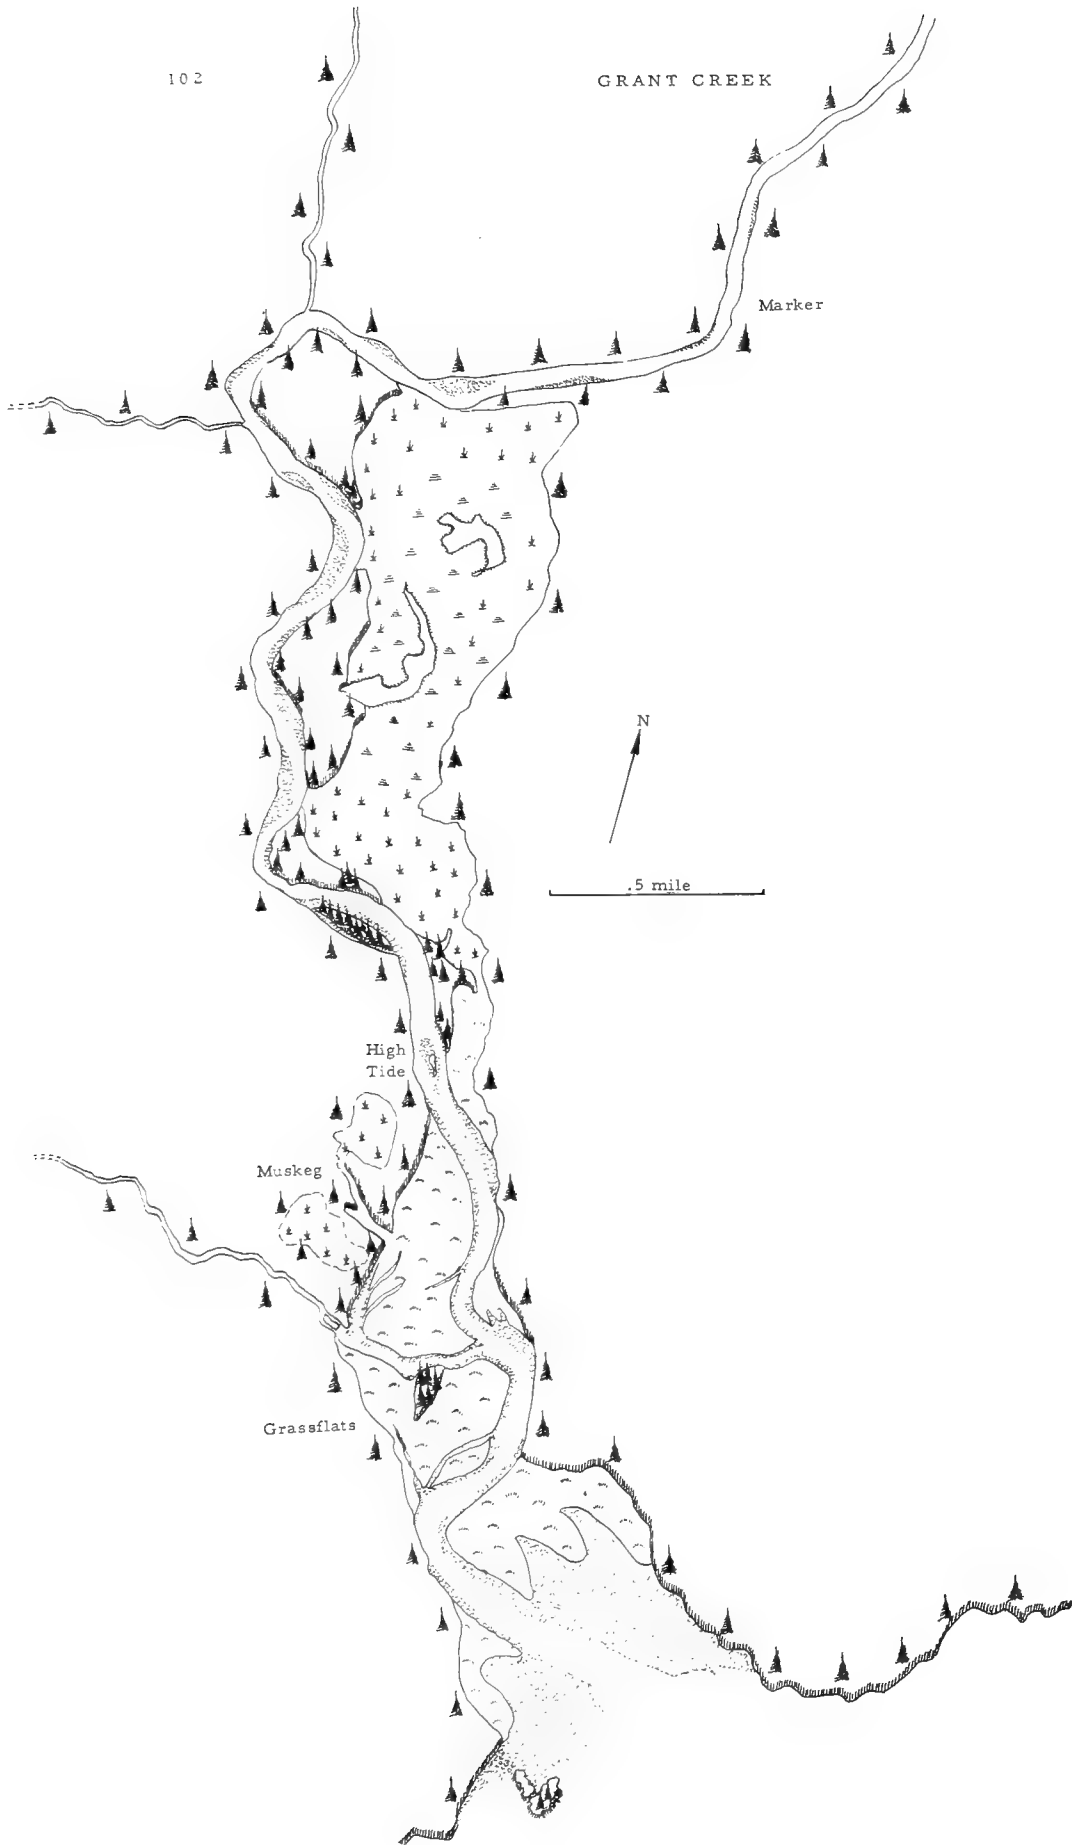 102
GRANT CREEK
Marker
N
.5 mile
High
Tide
Muskeg
Grassflats